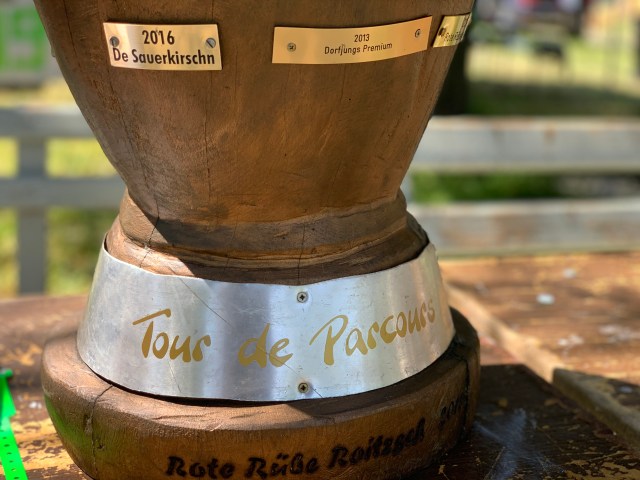 2016
De Sauerkirschn
2013
Dorfjungs Premium
Tour de Parcours
Rote Rübe Roitzsch